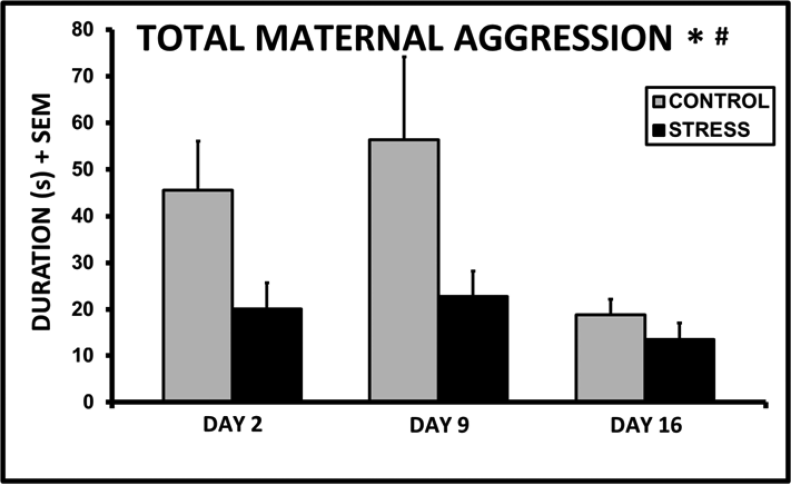 TOTAL MATERNAL AGGRESSION * #
CONTROL
STRESS
DURATION (s) + SEM
80
70
60
50
40
30
20
10
0
DAY 2 DAY 9 DAY 16